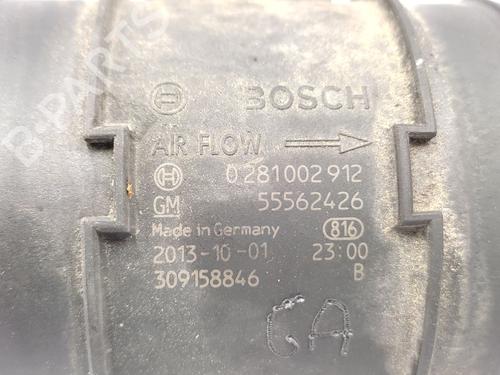 BOSCH
AIR FLOW
0 281 002 912
GM 55562426
Made in Germany 816
2013-10-01 23:00
309158846 B
GA
B-PARTS